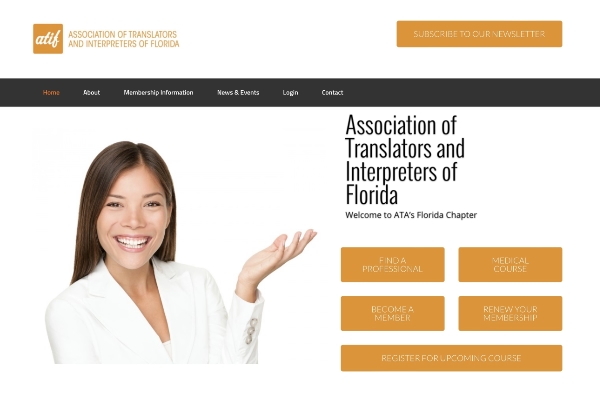 atif
ASSOCIATION OF TRANSLATORS
AND INTERPRETERS OF FLORIDA
SUBSCRIBE TO OUR NEWSLETTER
Home About Membership Information News & Events Login Contact
Association of
Translators and
Interpreters of
Florida
Welcome to ATA's Florida Chapter
FIND A
PROFESSIONAL
MEDICAL
COURSE
BECOME A
MEMBER
RENEW YOUR
MEMBERSHIP
REGISTER FOR UPCOMING COURSE